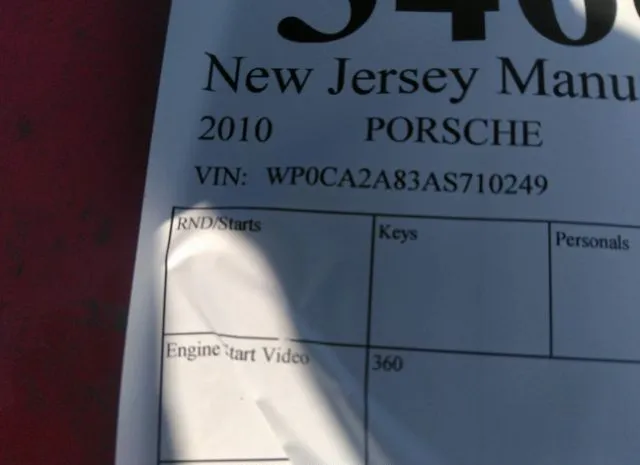 New Jersey Manu
2010 PORSCHE
VIN: WP0CA2A83AS710249
RND/Starts Keys Personals
Engine Start Video 360